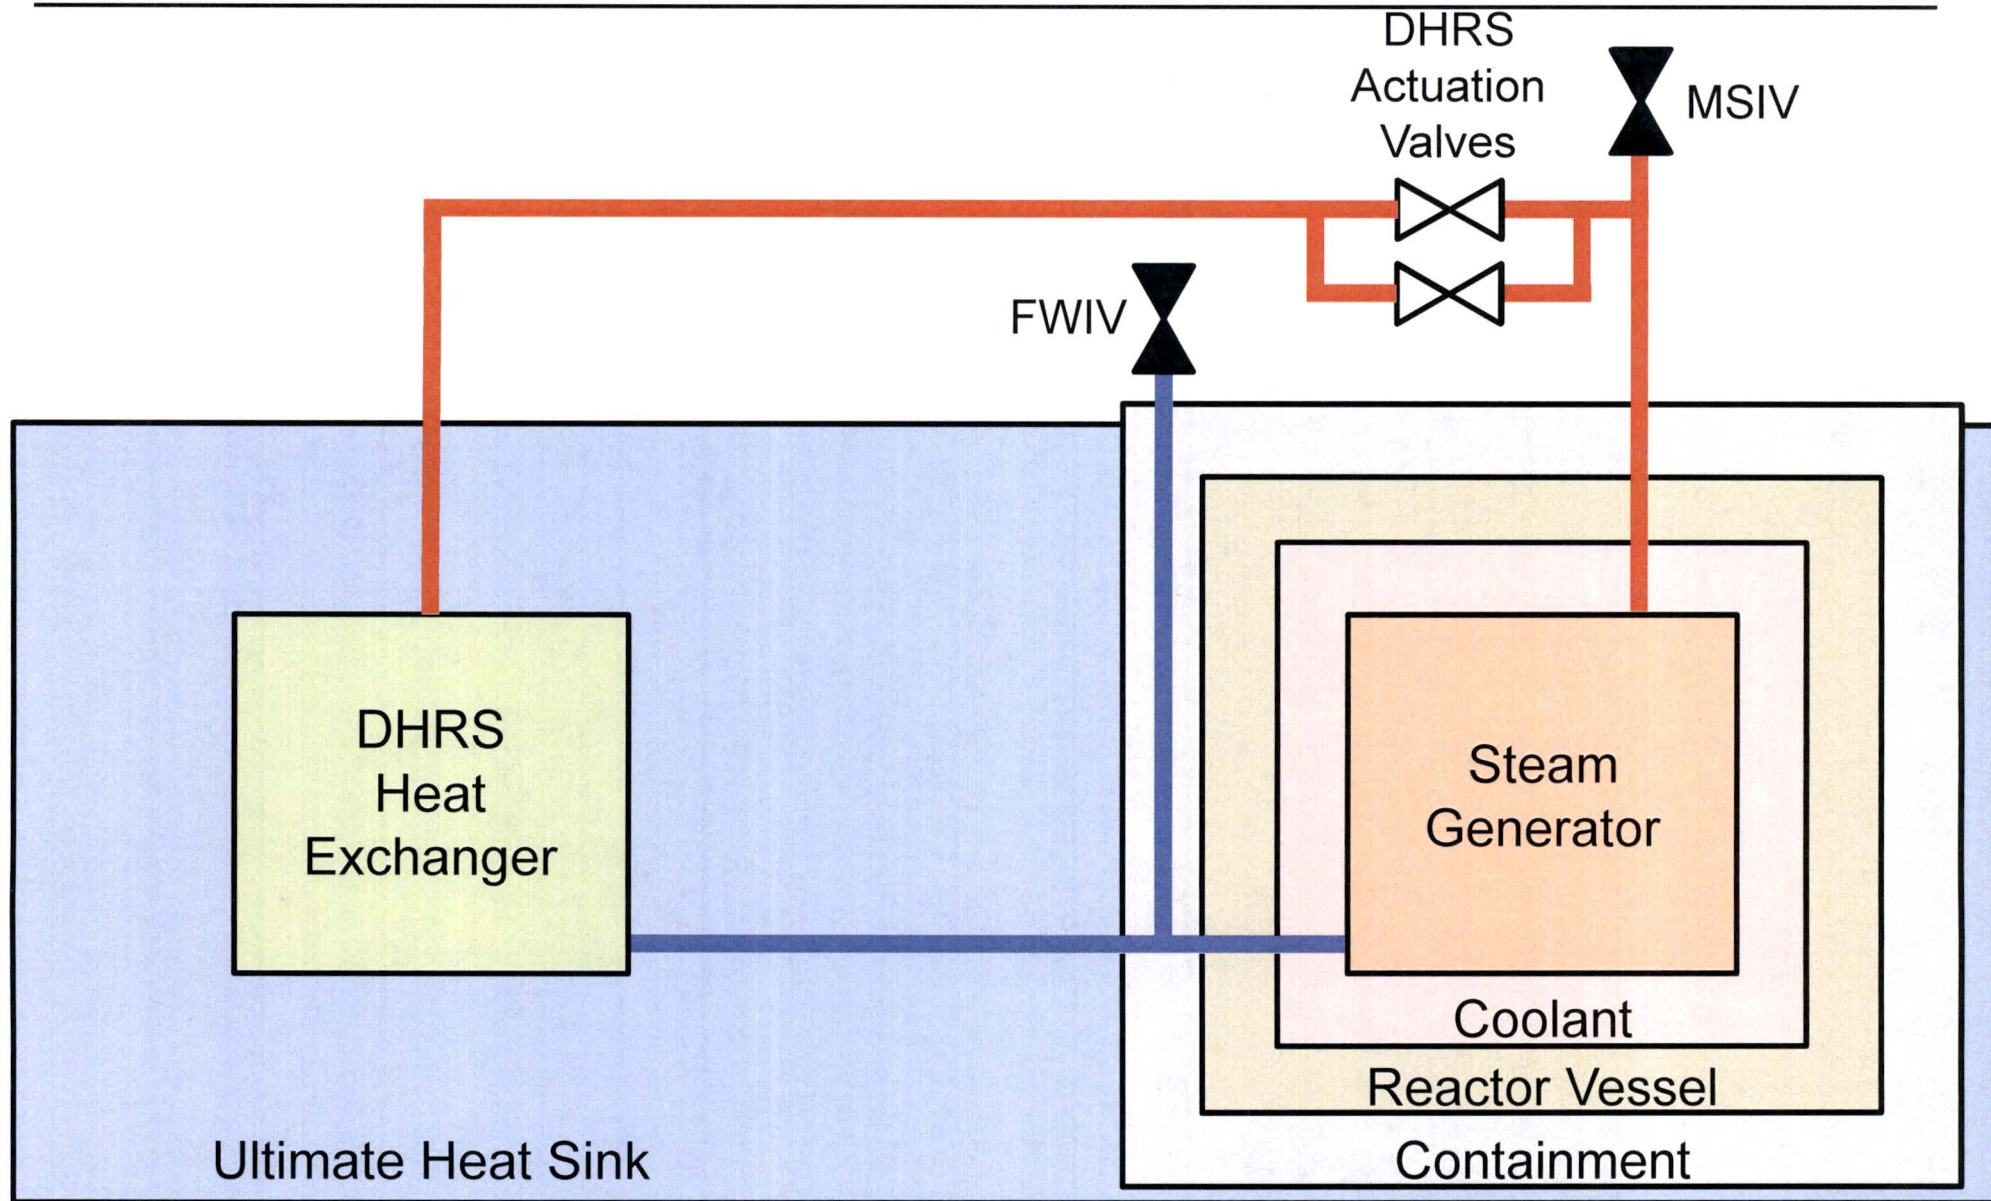 DHRS
Actuation
Valves
MSIV
FWIV
DHRS
Heat
Exchanger
Steam
Generator
Coolant
Reactor Vessel
Containment
Ultimate Heat Sink